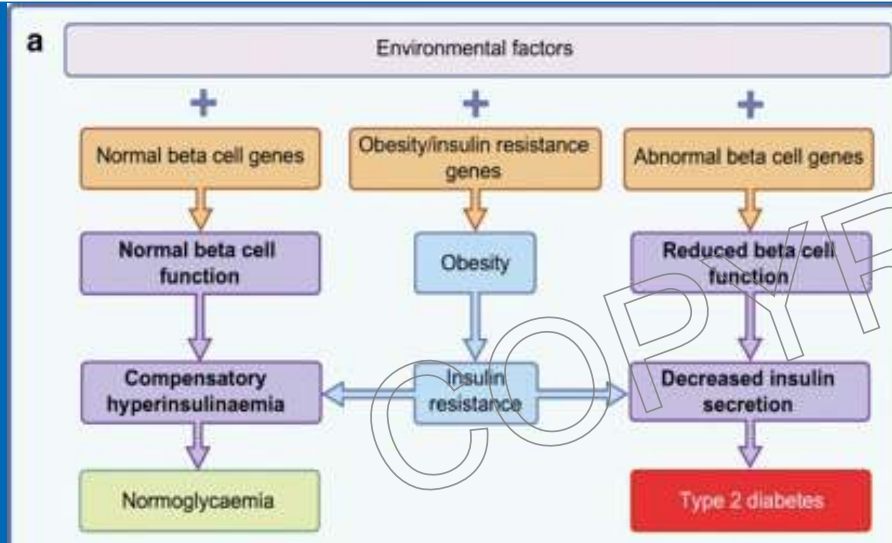 a
Environmental factors
+ + +
Normal beta cell genes
Obesity/insulin resistance
genes
Abnormal beta cell genes
Normal beta cell
function
Obesity
Reduced beta cell
function
Compensatory
hyperinsulinaemia
Insulin
resistance
Decreased insulin
secretion
Normoglycaemia
Type 2 diabetes
COPYR